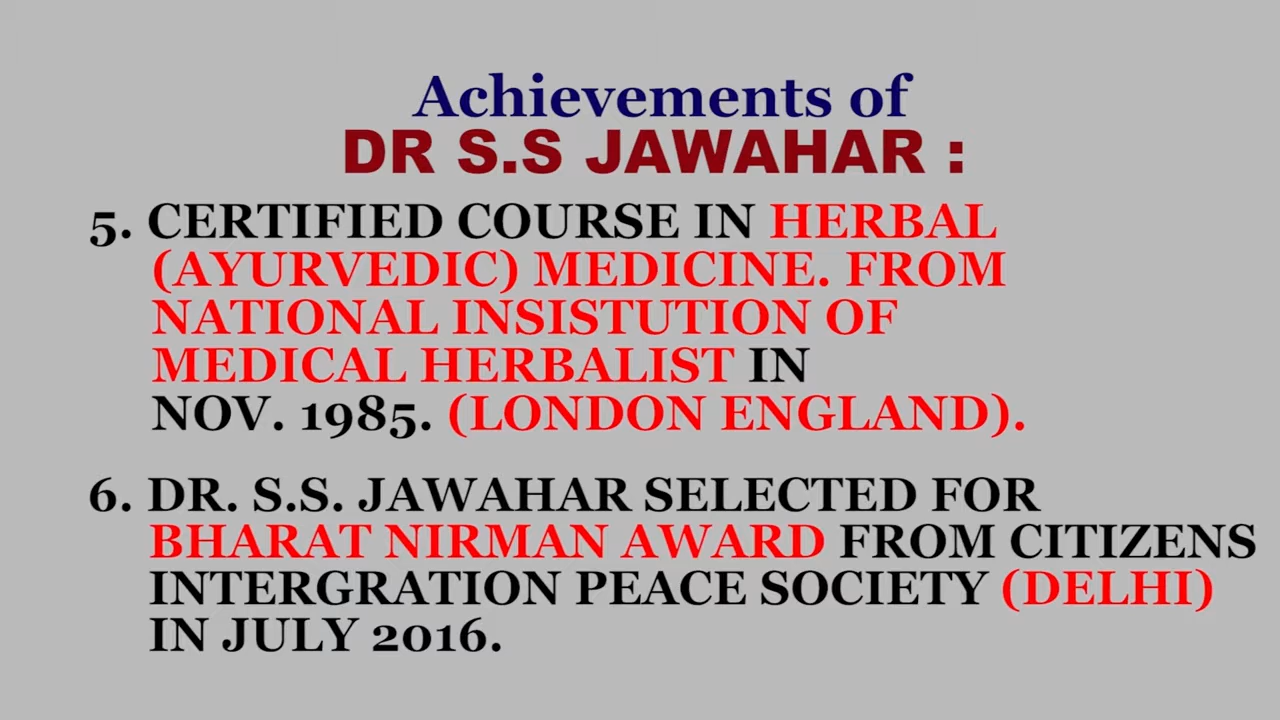 Achievements of
DR S.S JAWAHAR :
5. CERTIFIED COURSE IN HERBAL
(AYURVEDIC) MEDICINE. FROM
NATIONAL INSISTUTION OF
MEDICAL HERBALIST IN
NOV. 1985. (LONDON ENGLAND).
6. DR. S.S. JAWAHAR SELECTED FOR
BHARAT NIRMAN AWARD FROM CITIZENS
INTERGRATION PEACE SOCIETY (DELHI)
IN JULY 2016.